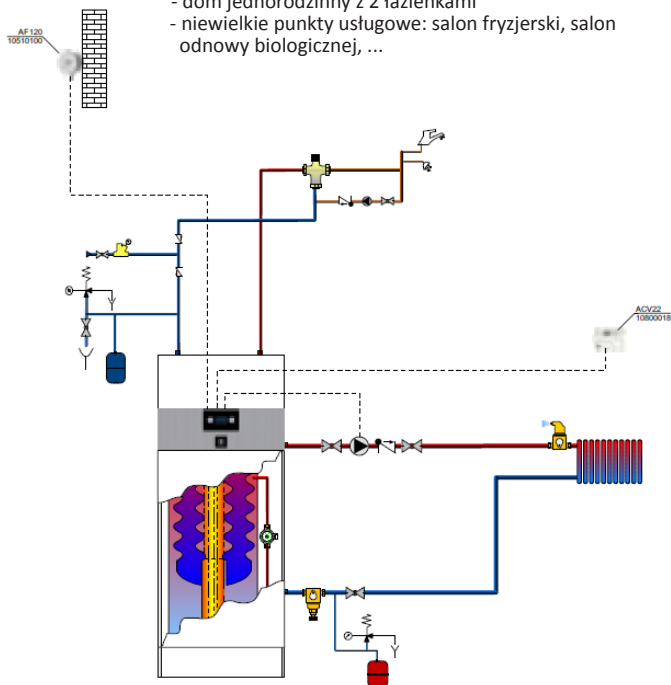 - dom jednorodzinny z 2 łazienkami
- niewielkie punkty usługowe: salon fryzjerski, salon
odnowy biologicznej, ...
AF120
10510100
ACV22
10800018